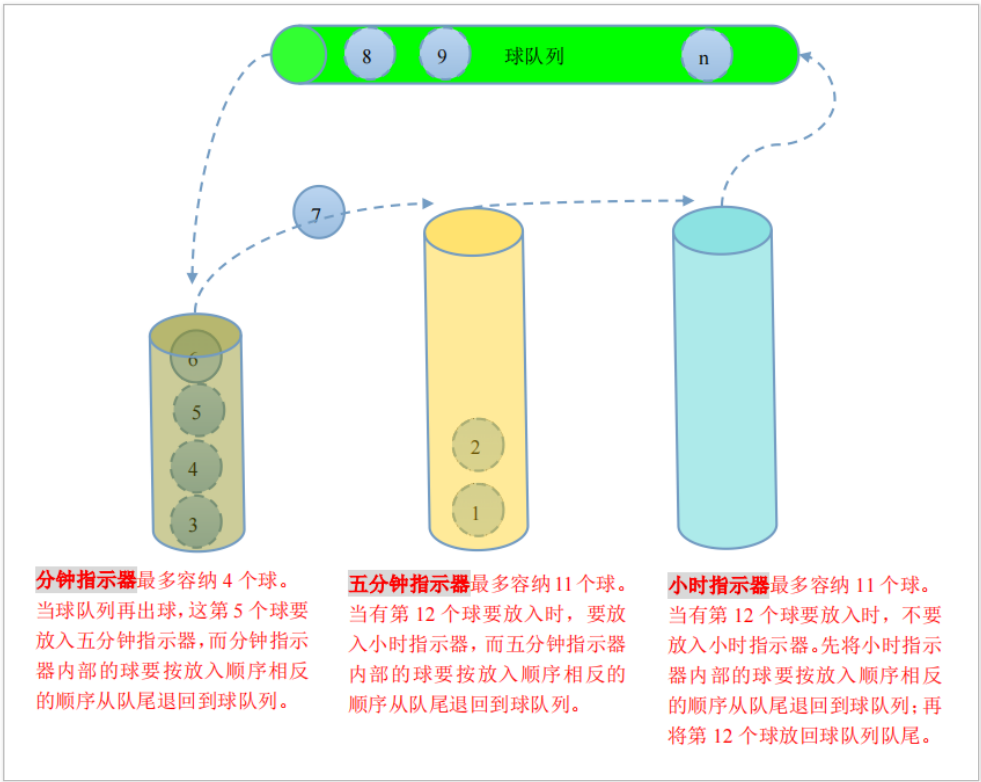 8
9
球队列
n
7
6
5
4
3
2
1
分钟指示器最多容纳 4 个球。
当球队列再出球，这第 5 个球要
放入五分钟指示器，而分钟指示
器内部的球要按放入顺序相反
的顺序从队尾退回到球队列。
五分钟指示器最多容纳 11 个球。
当有第 12 个球要放入时，要放
入小时指示器，而五分钟指示器
内部的球要按放入顺序相反的
顺序从队尾退回到球队列。
小时指示器最多容纳 11 个球。
当有第 12 个球要放入时，不要
放入小时指示器。先将小时指示
器内部的球要按放入顺序相反
的顺序从队尾退回到球队列；再
将第 12 个球放回球队列队尾。